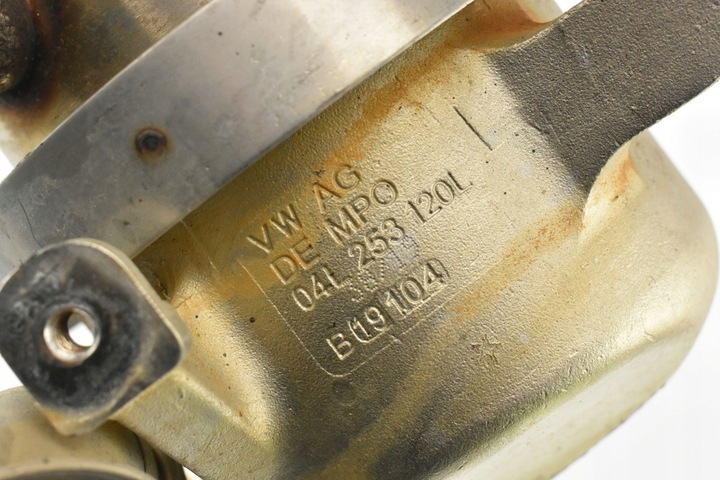 VW AG
DE MPO
04L 253 120L
B(19 104)